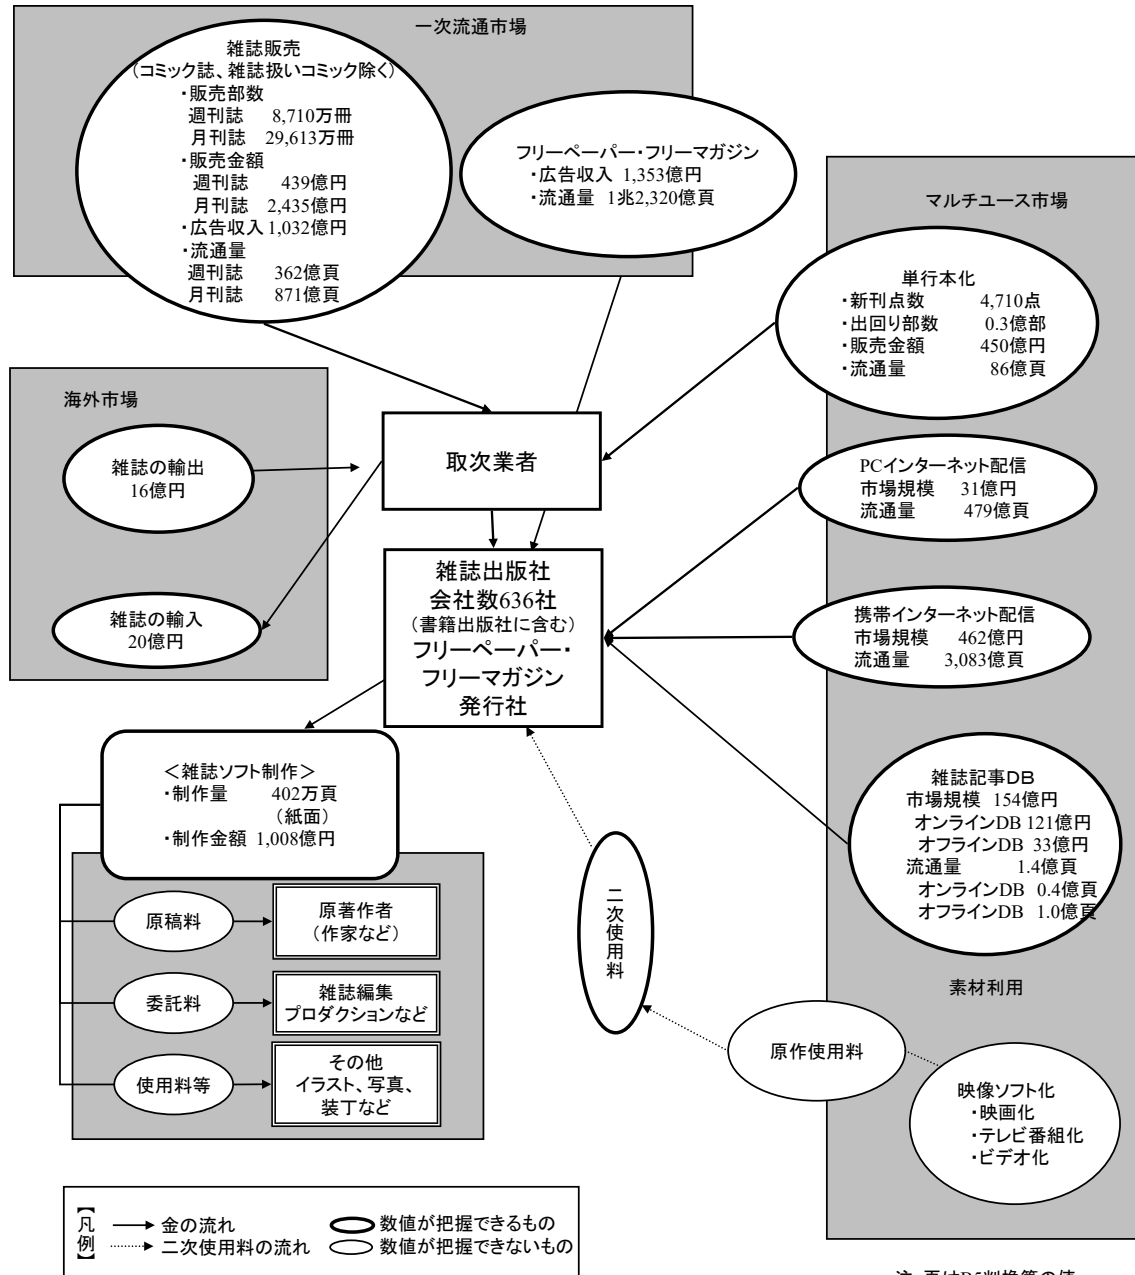 一次流通市場
雑誌販売
（コミック誌、雑誌扱いコミック除く）
・販売部数
週刊誌 8,710万冊
月刊誌 29,613万冊
・販売金額
週刊誌 439億円
月刊誌 2,435億円
・広告収入 1,032億円
・流通量
週刊誌 362億頁
月刊誌 871億頁
フリーペーパー・フリーマガジン
・広告収入 1,353億円
・流通量 1兆2,320億頁
マルチユース市場
単行本化
・新刊点数 4,710点
・出回り部数 0.3億部
・販売金額 450億円
・流通量 86億頁
海外市場
雑誌の輸出
16億円
雑誌の輸入
20億円
取次業者
PCインターネット配信
市場規模 31億円
流通量 479億頁
雑誌出版社
会社数636社
（書籍出版社に含む）
フリーペーパー・
フリーマガジン
発行社
携帯インターネット配信
市場規模 462億円
流通量 3,083億頁
雑誌記事ＤＢ
市場規模 154億円
オンラインDB 121億円
オフラインDB 33億円
流通量 1.4億頁
オンラインDB 0.4億頁
オフラインDB 1.0億頁
＜雑誌ソフト制作＞
・制作量 402万頁
（紙面）
・制作金額 1,008億円
原稿料
原著作者
（作家など）
委託料
雑誌編集
プロダクションなど
使用料等
その他
イラスト、写真、
装丁など
二次使用料
素材利用
原作使用料
映像ソフト化
・映画化
・テレビ番組化
・ビデオ化
【凡例】
金の流れ
数値が把握できるもの
二次使用料の流れ
数値が把握できないもの